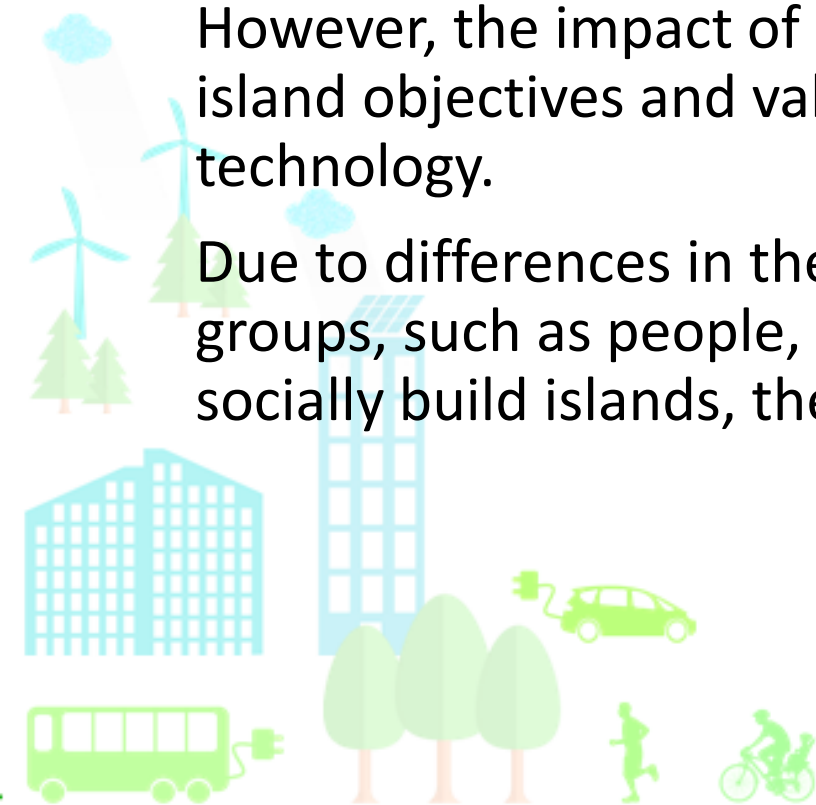 However, the impact of
island objectives and val
technology.
Due to differences in the
groups, such as people,
socially build islands, the